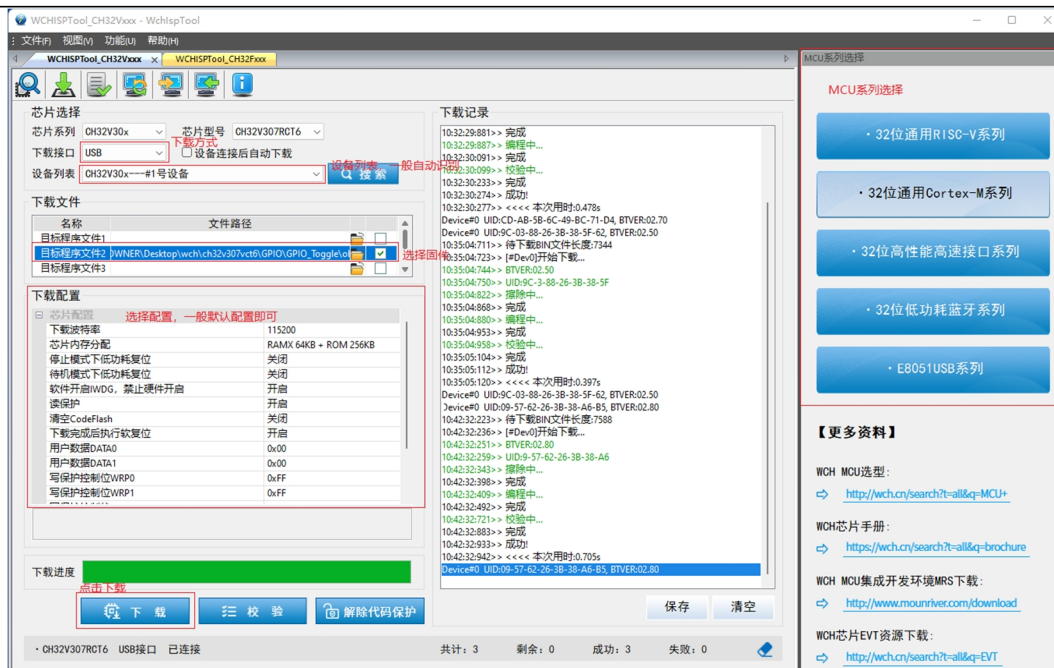 WCHISPTool_CH32Vxxx - WchIspTool
文件(F) 视图(V) 功能(U) 帮助(H)
WCHISPTool_CH32Vxxx × WCHISPTool_CH32Fxxx
芯片选择
芯片系列 CH32V30x 芯片型号 CH32V307RCT6
下载方式
下载接口 USB 设备连接后自动下载
设备列表，一般自动识别
设备列表 CH32V30x---#1号设备 搜索
下载文件
名称 文件路径
目标程序文件1
目标程序文件2 OWNER\Desktop\wch\ch32v307vct6\GPIO\GPIO_Toggle\ob
选择固件
目标程序文件3
下载配置
芯片配置 选择配置，一般默认配置即可
下载波特率 115200
芯片内存分配 RAMX 64KB + ROM 256KB
停止模式下低功耗复位 关闭
待机模式下低功耗复位 关闭
软件开启IWDG，禁止硬件开启 开启
读保护 开启
清空CodeFlash 关闭
下载完成后执行软复位 开启
用户数据DATA0 0x00
用户数据DATA1 0x00
写保护控制位WRP0 0xFF
写保护控制位WRP1 0xFF
下载进度
点击下载
下载 校验 解除代码保护
下载记录
10:32:29:881>> 完成
10:32:29:887>> 编程中...
10:32:30:091>> 完成
10:32:30:099>> 校验中...
10:32:30:233>> 完成
10:32:30:274>> 成功!
10:32:30:277>> <<<< 本次用时:0.478s
Device#0 UID:CD-AB-5B-6C-49-BC-71-D4, BTVER:02.70
Device#0 UID:9C-03-88-26-3B-38-5F-62, BTVER:02.50
10:35:04:711>> 待下载BIN文件长度:7344
10:35:04:723>> [#Dev0]开始下载...
10:35:04:744>> BTVER:02.50
10:35:04:750>> UID:9C-3-88-26-3B-38-5F
10:35:04:822>> 擦除中...
10:35:04:868>> 完成
10:35:04:880>> 编程中...
10:35:04:953>> 完成
10:35:04:958>> 校验中...
10:35:05:104>> 完成
10:35:05:112>> 成功!
10:35:05:120>> <<<< 本次用时:0.397s
Device#0 UID:9C-03-88-26-3B-38-5F-62, BTVER:02.50
Device#0 UID:09-57-62-26-3B-38-A6-B5, BTVER:02.80
10:42:32:223>> 待下载BIN文件长度:7588
10:42:32:236>> [#Dev0]开始下载...
10:42:32:251>> BTVER:02.80
10:42:32:259>> UID:9-57-62-26-3B-38-A6
10:42:32:343>> 擦除中...
10:42:32:398>> 完成
10:42:32:409>> 编程中...
10:42:32:492>> 完成
10:42:32:721>> 校验中...
10:42:32:883>> 完成
10:42:32:933>> 成功!
10:42:32:942>> <<<< 本次用时:0.705s
Device#0 UID:09-57-62-26-3B-38-A6-B5, BTVER:02.80
保存 清空
·CH32V307RCT6 USB接口 已连接 共计: 3 剩余: 0 成功: 3 失败: 0
MCU系列选择
MCU系列选择
·32位通用RISC-V系列
·32位通用Cortex-M系列
·32位高性能高速接口系列
·32位低功耗蓝牙系列
·E8051USB系列
【更多资料】
WCH MCU选型:
http://wch.cn/search?t=all&q=MCU+
WCH芯片手册:
https://wch.cn/search?t=all&q=brochure
WCH MCU集成开发环境MRS下载:
http://www.mounriver.com/download
WCH芯片EVT资源下载:
http://wch.cn/search?t=all&q=EVT